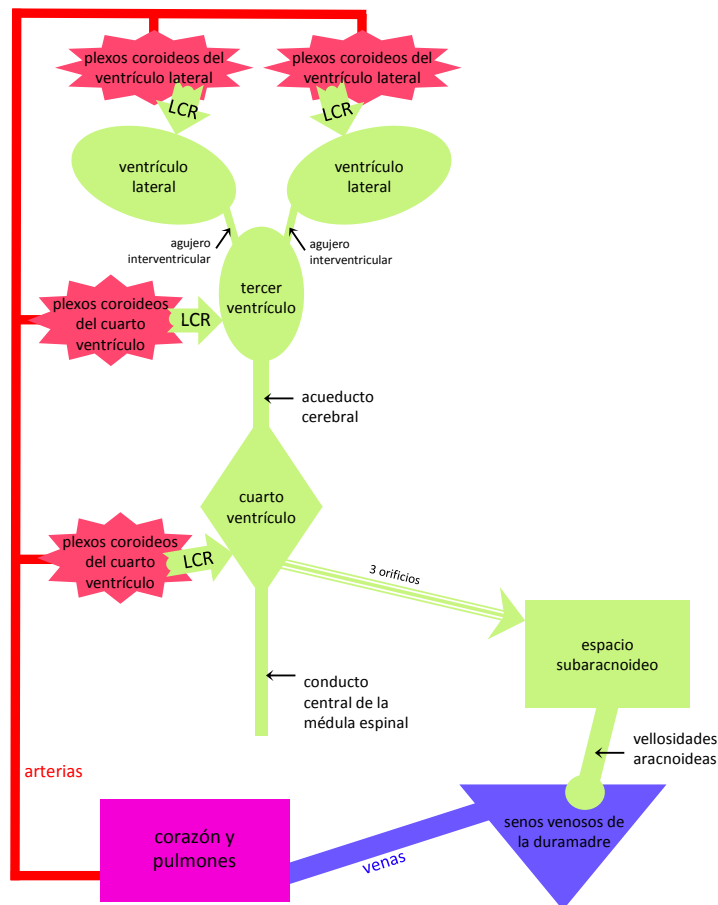 plexos coroideos del
ventrículo lateral
plexos coroideos del
ventrículo lateral
LCR
LCR
ventrículo
lateral
ventrículo
lateral
agujero
interventricular
agujero
interventricular
tercer
ventrículo
plexos coroideos
del cuarto
ventrículo
LCR
acueducto
cerebral
cuarto
ventrículo
plexos coroideos
del cuarto
ventrículo
LCR
3 orificios
espacio
subaracnoideo
conducto
central de la
médula espinal
vellosidades
aracnoideas
arterias
senos venosos de
la duramadre
corazón y
pulmones
venas